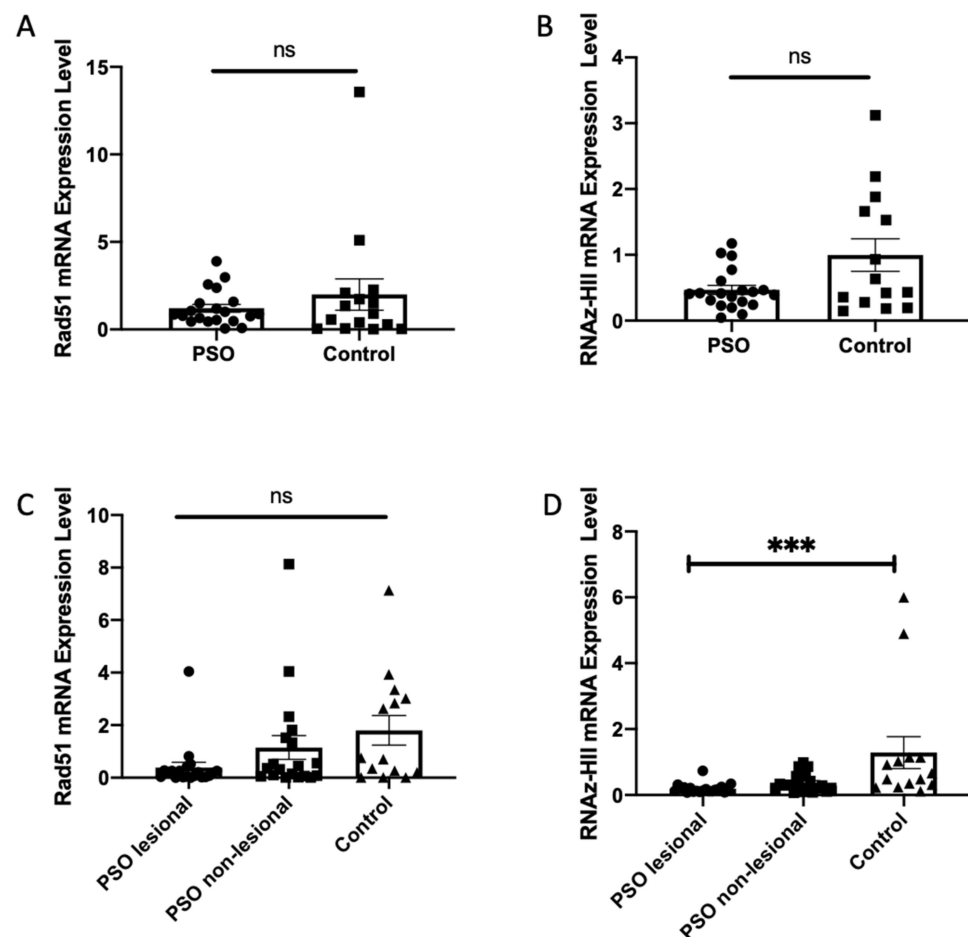 A
Rad51 mRNA Expression Level
15
10
5
0
ns
PSO
Control
B
RNAz-HII mRNA Expression Level
4
3
2
1
0
ns
PSO
Control
C
Rad51 mRNA Expression Level
10
8
6
4
2
0
ns
PSO lesional
PSO non-lesional
Control
D
RNAz-HII mRNA Expression Level
8
6
4
2
0
***
PSO lesional
PSO non-lesional
Control